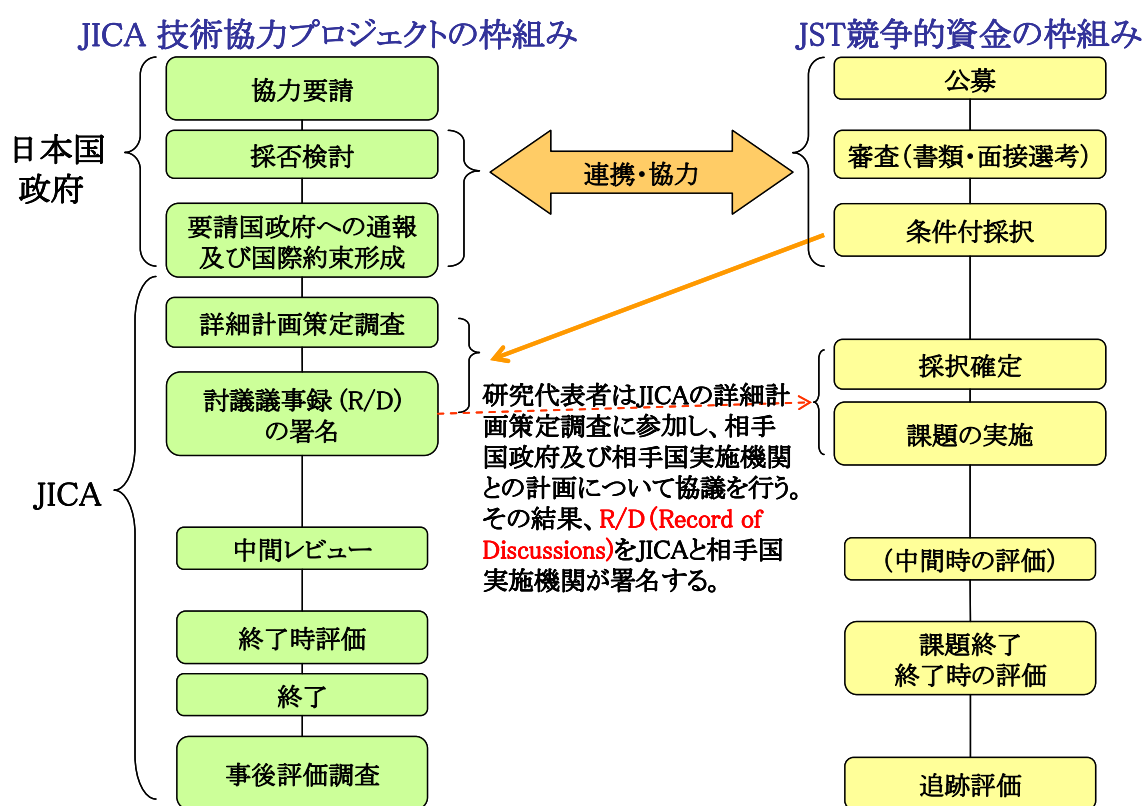 JICA 技術協力プロジェクトの枠組み
JST競争的資金の枠組み
日本国
政府
協力要請
採否検討
要請国政府への通報
及び国際約束形成
連携・協力
公募
審査(書類・面接選考)
条件付採択
JICA
詳細計画策定調査
討議議事録(R/D)
の署名
中間レビュー
終了時評価
終了
事後評価調査
研究代表者はJICAの詳細計
画策定調査に参加し、相手
国政府及び相手国実施機関
との計画について協議を行う。
その結果、R/D(Record of
Discussions)をJICAと相手国
実施機関が署名する。
採択確定
課題の実施
(中間時の評価)
課題終了
終了時の評価
追跡評価